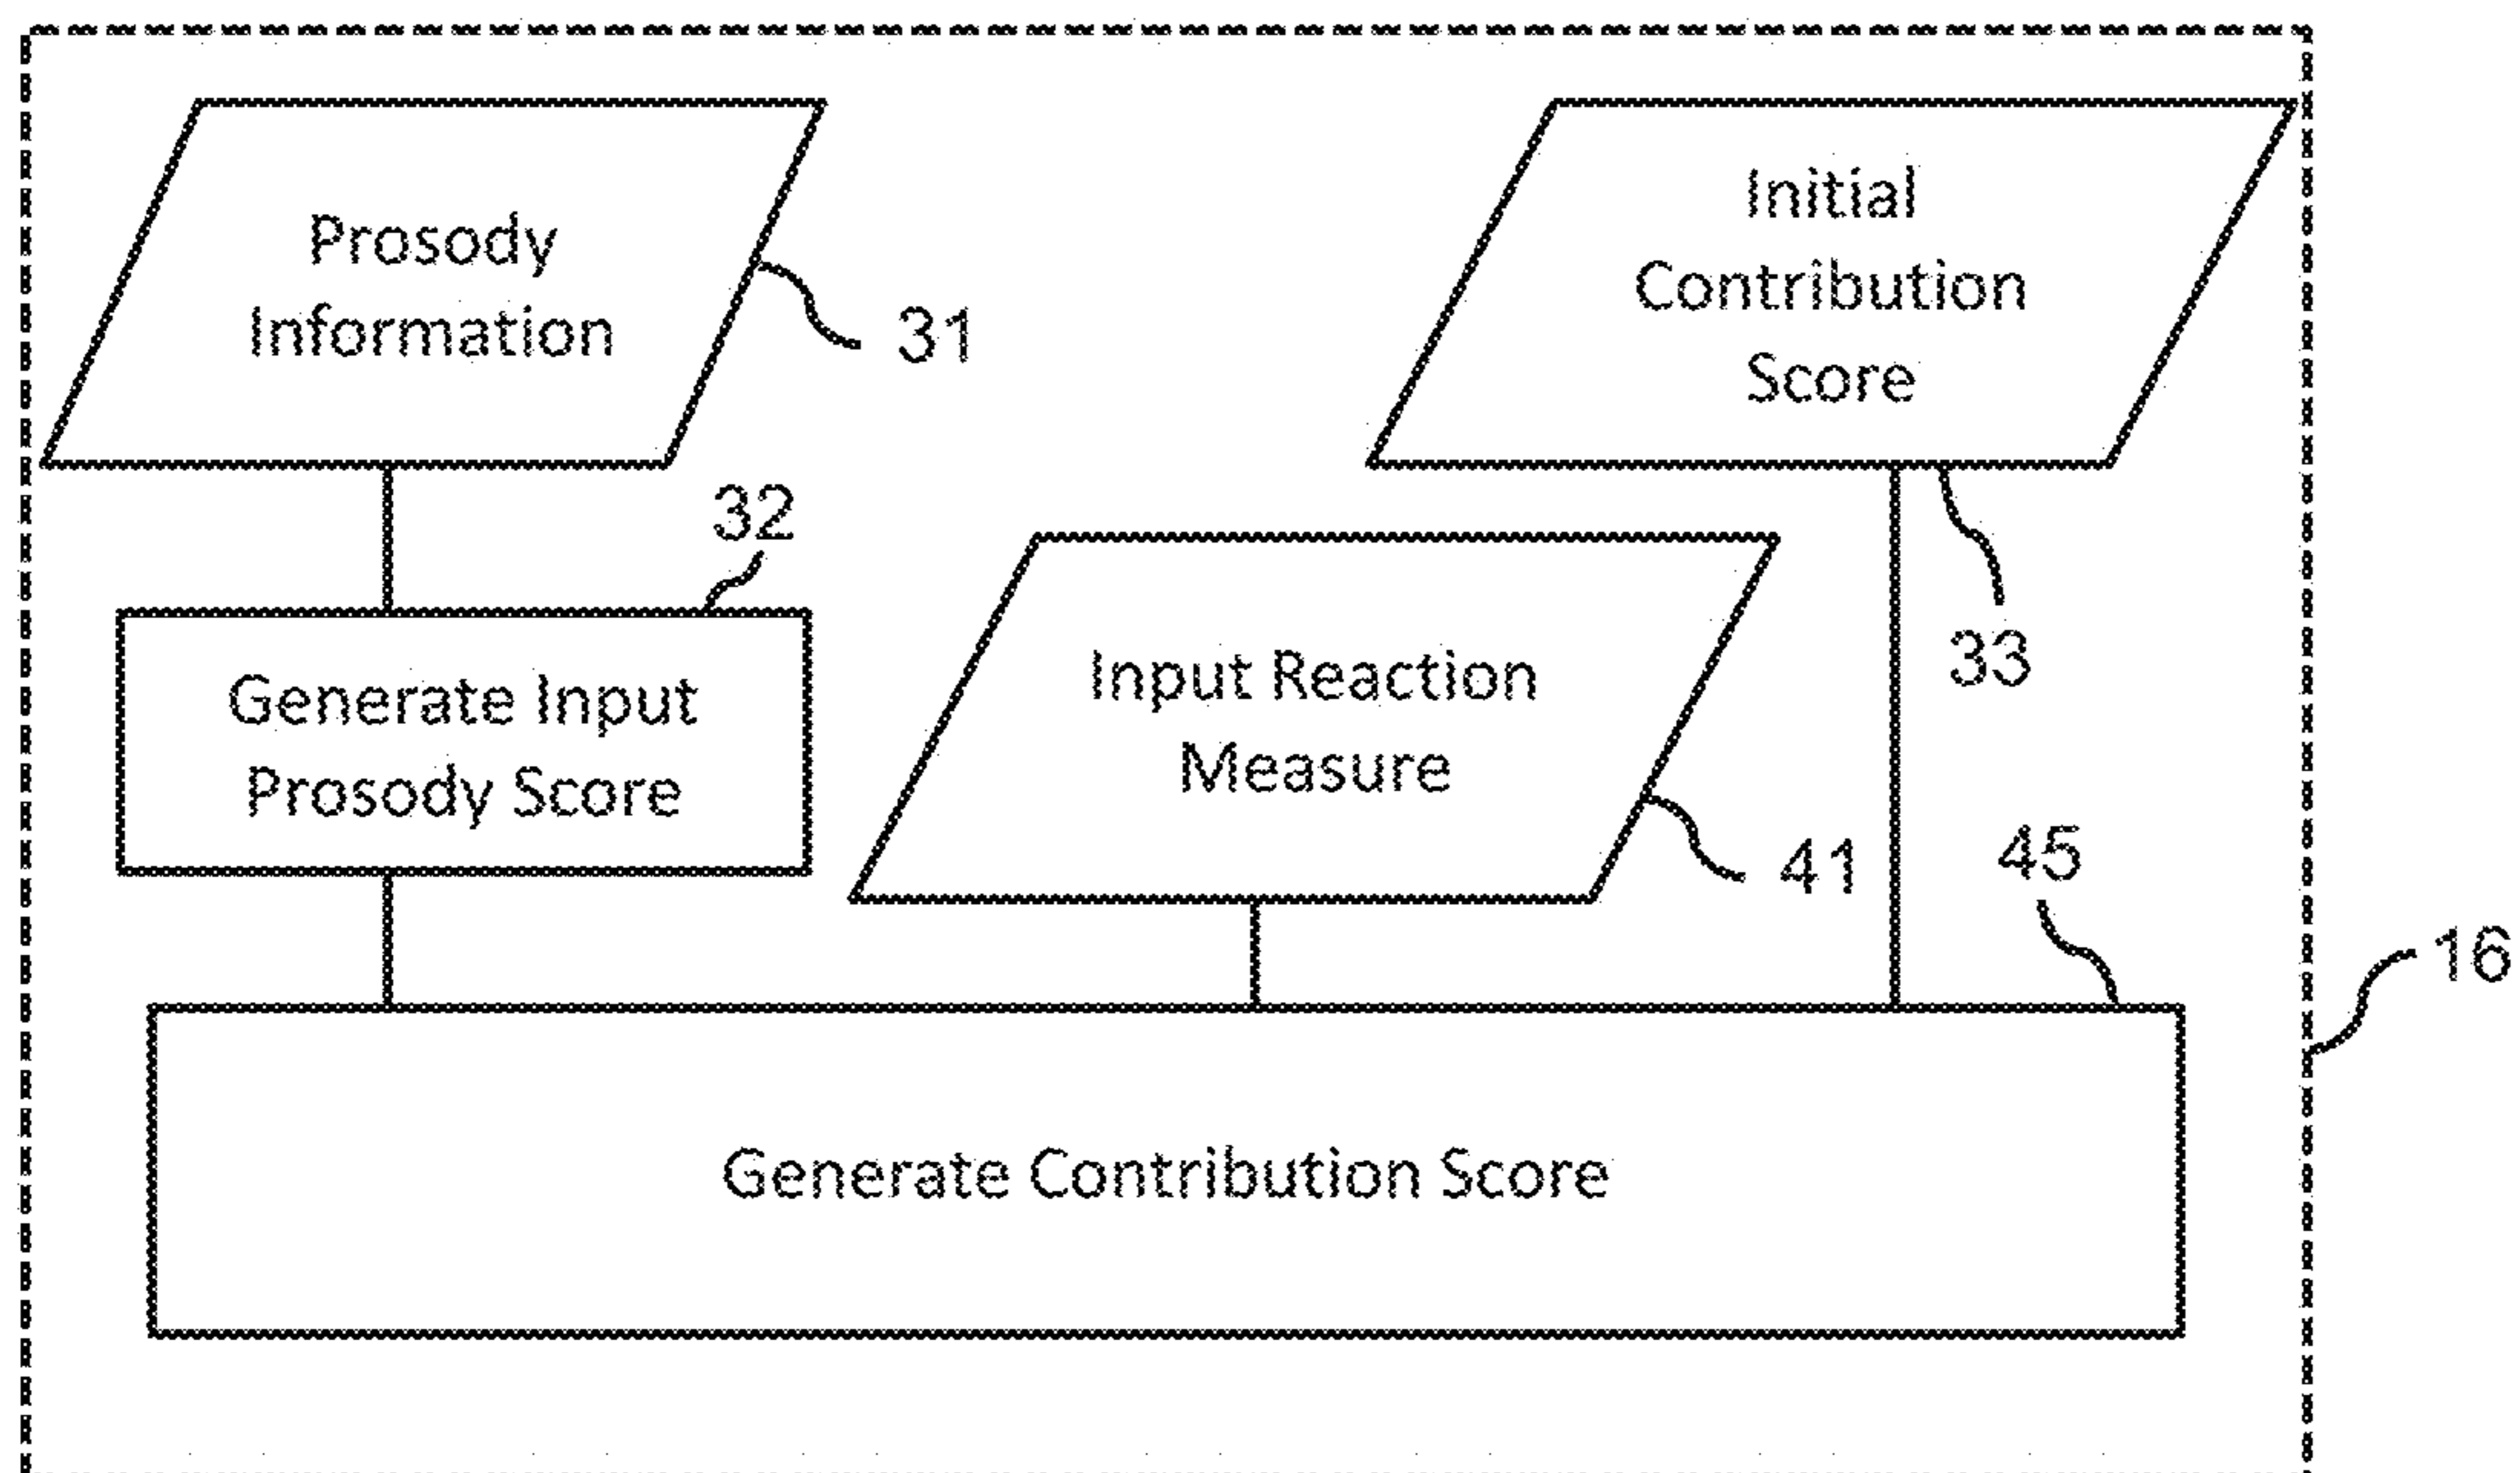 Prosody
Information
31
Initial
Contribution
Score
32
33
Generate Input
Prosody Score
Input Reaction
Measure
41
45
16
Generate Contribution Score